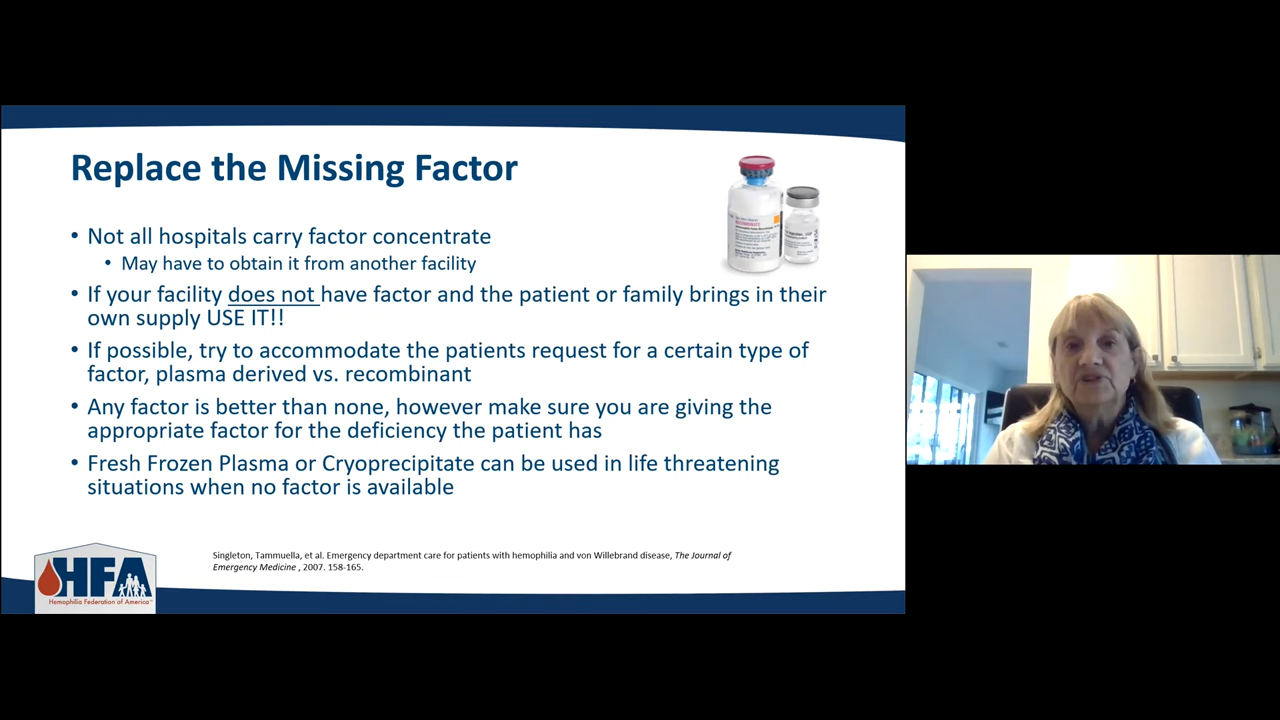 Replace the Missing Factor
• Not all hospitals carry factor concentrate
• May have to obtain it from another facility
• If your facility does not have factor and the patient or family brings in their
own supply USE IT!!
• If possible, try to accommodate the patients request for a certain type of
factor, plasma derived vs. recombinant
• Any factor is better than none, however make sure you are giving the
appropriate factor for the deficiency the patient has
• Fresh Frozen Plasma or Cryoprecipitate can be used in life threatening
situations when no factor is available
Singleton, Tammuella, et al. Emergency department care for patients with hemophilia and von Willebrand disease, The Journal of
Emergency Medicine , 2007. 158-165.
HFA
Hemophilia Federation of America